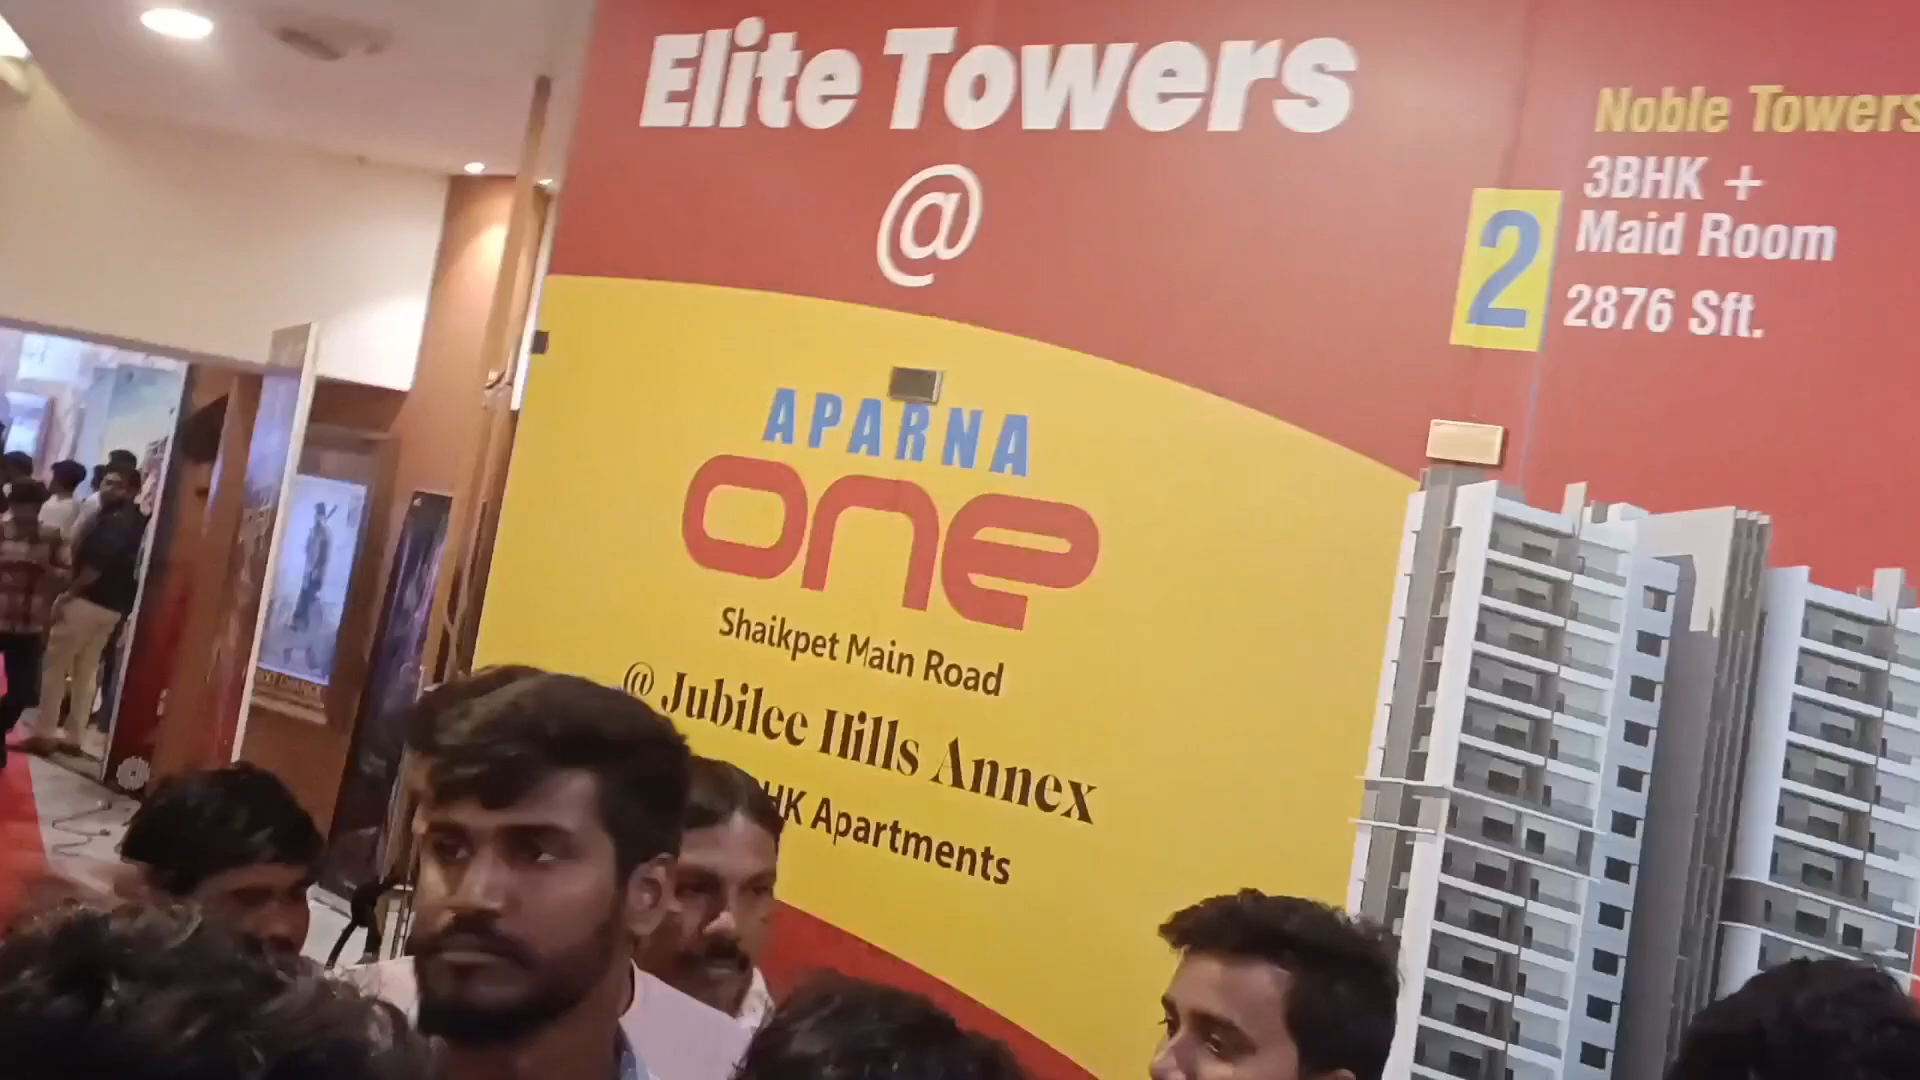 Elite Towers
@
APARNA
one
Shaikpet Main Road
@ Jubilee Hills Annex
HK Apartments
2
Noble Towers
3BHK +
Maid Room
2876 Sft.